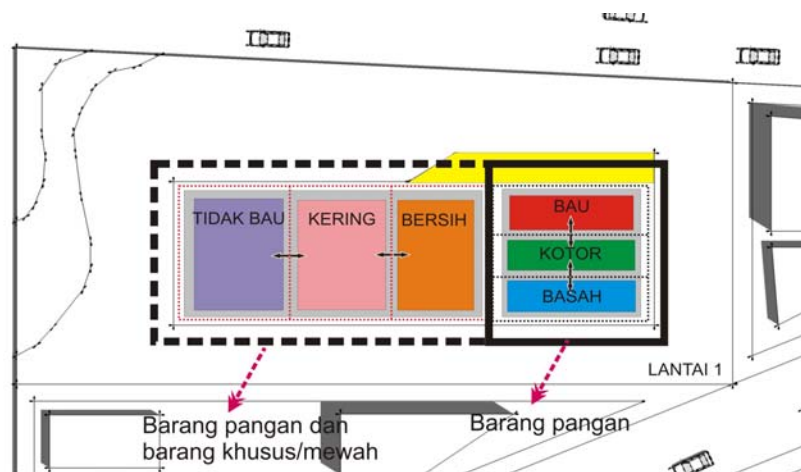 BAU
TIDAK BAU
KERING
BERSIH
KOTOR
BASAH
LANTAI 1
Barang pangan dan
barang khusus/mewah
Barang pangan